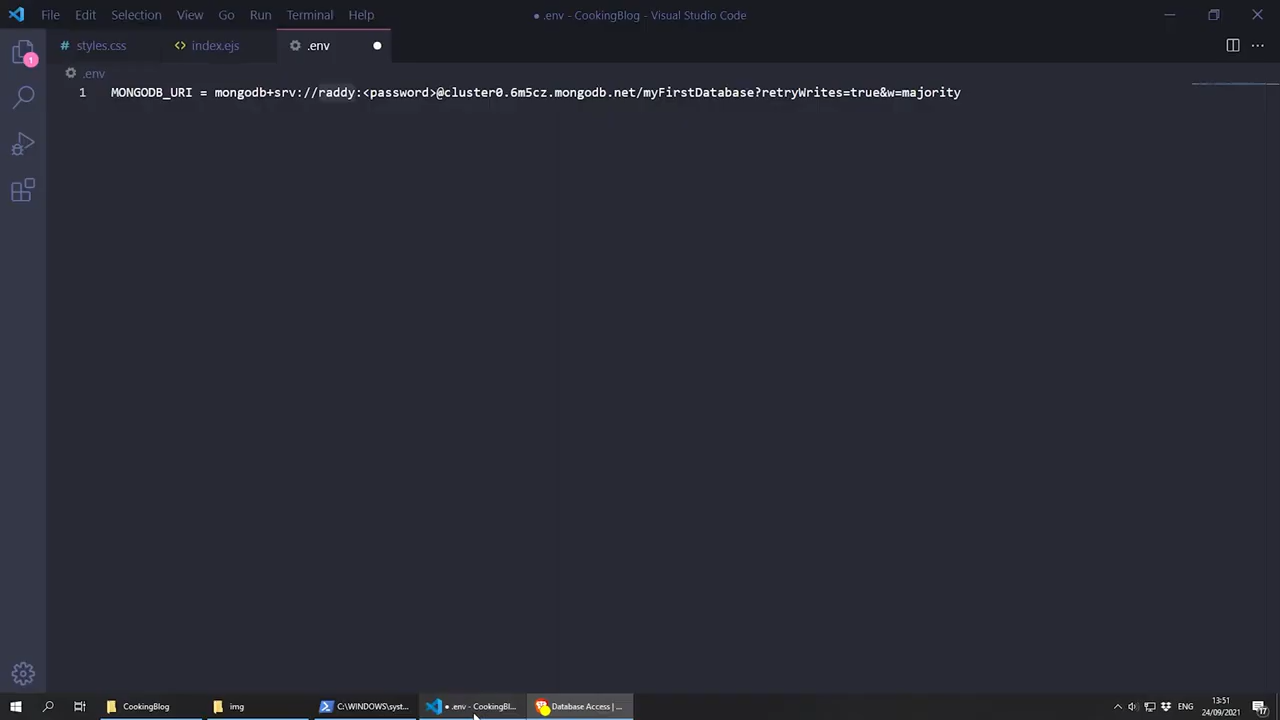 File Edit Selection View Go Run Terminal Help
● .env - CookingBlog - Visual Studio Code
# styles.css
<> index.ejs
.env
.env
1 MONGODB_URI = mongodb+srv://raddy:<password>@cluster0.6m5cz.mongodb.net/myFirstDatabase?retryWrites=true&w=majority
1
CookingBlog
img
C:\WINDOWS\syst...
● .env - CookingBl...
Database Access | ...
ENG
13:51
24/09/2021
17